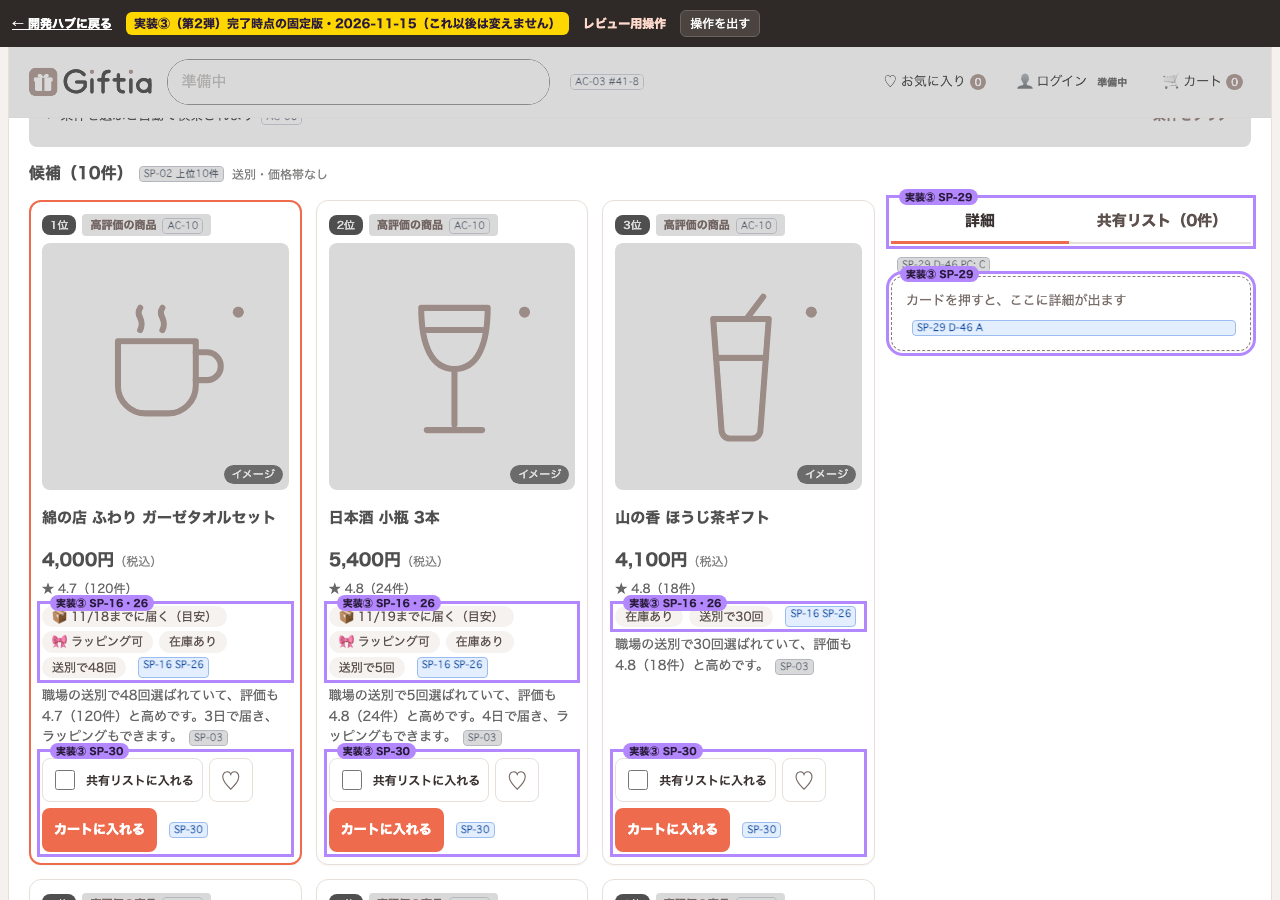 ← 開発ハブに戻る 実装③（第2弾）完了時点の固定版・2026-11-15（これ以後は変えません） レビュー用操作 操作を出す
Giftia 準備中 AC-03 #41-8 ♡ お気に入り 0 ログイン 準備中 カート 0
候補（10件） SP-02 上位10件 送別・価格帯なし
1位 高評価の商品 AC-10
イメージ
綿の店 ふわり ガーゼタオルセット
4,000円（税込）
★ 4.7（120件）
実装③ SP-16・26
📦 11/18までに届く（目安）
🎀 ラッピング可 在庫あり
送別で48回 SP-16 SP-26
職場の送別で48回選ばれていて、評価も
4.7（120件）と高めです。3日で届き、
ラッピングもできます。 SP-03
実装③ SP-30
共有リストに入れる ♡
カートに入れる SP-30
2位 高評価の商品 AC-10
イメージ
日本酒 小瓶 3本
5,400円（税込）
★ 4.8（24件）
実装③ SP-16・26
📦 11/19までに届く（目安）
🎀 ラッピング可 在庫あり
送別で5回 SP-16 SP-26
職場の送別で5回選ばれていて、評価も
4.8（24件）と高めです。4日で届き、ラ
ッピングもできます。 SP-03
実装③ SP-30
共有リストに入れる ♡
カートに入れる SP-30
3位 高評価の商品 AC-10
イメージ
山の香 ほうじ茶ギフト
4,100円（税込）
★ 4.8（18件）
実装③ SP-16・26
在庫あり 送別で30回 SP-16 SP-26
職場の送別で30回選ばれていて、評価も
4.8（18件）と高めです。 SP-03
実装③ SP-30
共有リストに入れる ♡
カートに入れる SP-30
実装③ SP-29
詳細 共有リスト（0件）
SP-29 D-46 PC: C
実装③ SP-29
カードを押すと、ここに詳細が出ます
SP-29 D-46 A